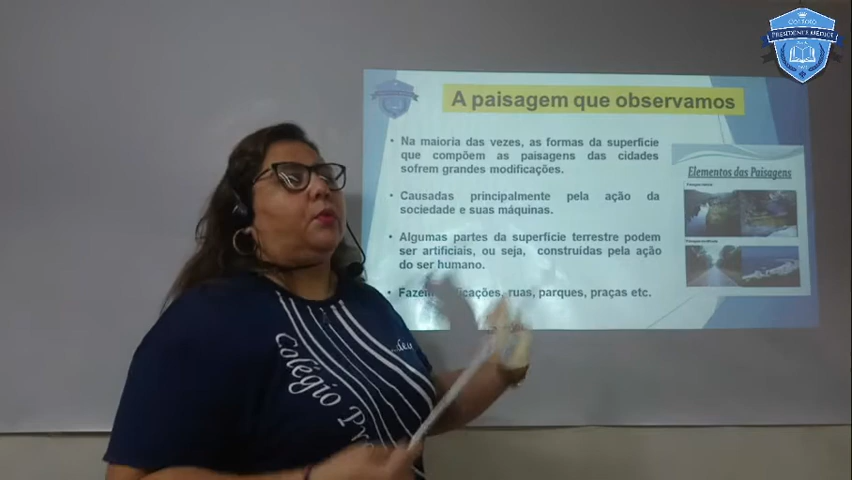 COLÉGIO
PRESIDENTE MÉDICE
A paisagem que observamos
• Na maioria das vezes, as formas da superfície
que compõem as paisagens das cidades
sofrem grandes modificações.
• Causadas principalmente pela ação da
sociedade e suas máquinas.
• Algumas partes da superfície terrestre podem
ser artificiais, ou seja, construídas pela ação
do ser humano.
ruas, parques, praças etc.
Elementos das Paisagens
Colégio